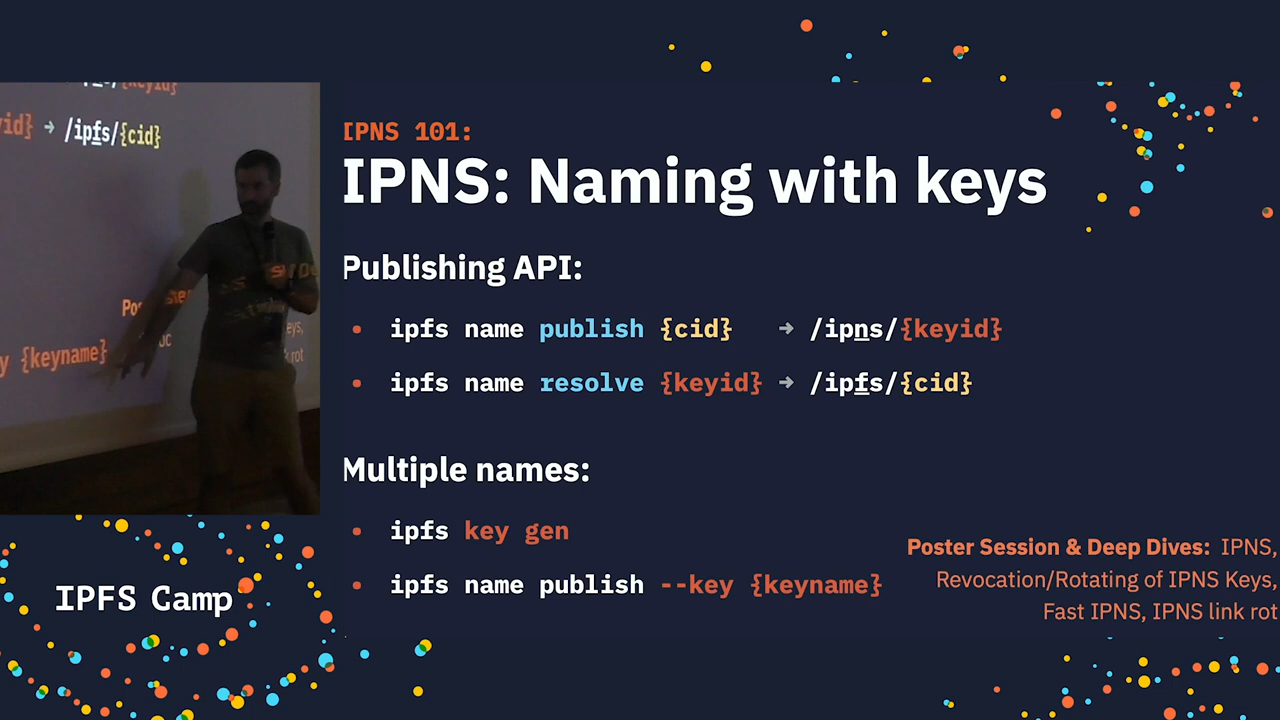 IPNS 101:
IPNS: Naming with keys
Publishing API:
• ipfs name publish {cid} → /ipns/{keyid}
• ipfs name resolve {keyid} → /ipfs/{cid}
Multiple names:
• ipfs key gen
• ipfs name publish --key {keyname}
Poster Session & Deep Dives: IPNS,
Revocation/Rotating of IPNS Keys,
Fast IPNS, IPNS link rot
IPFS Camp
{keyid}
→ /ipfs/{cid}
{keyname}